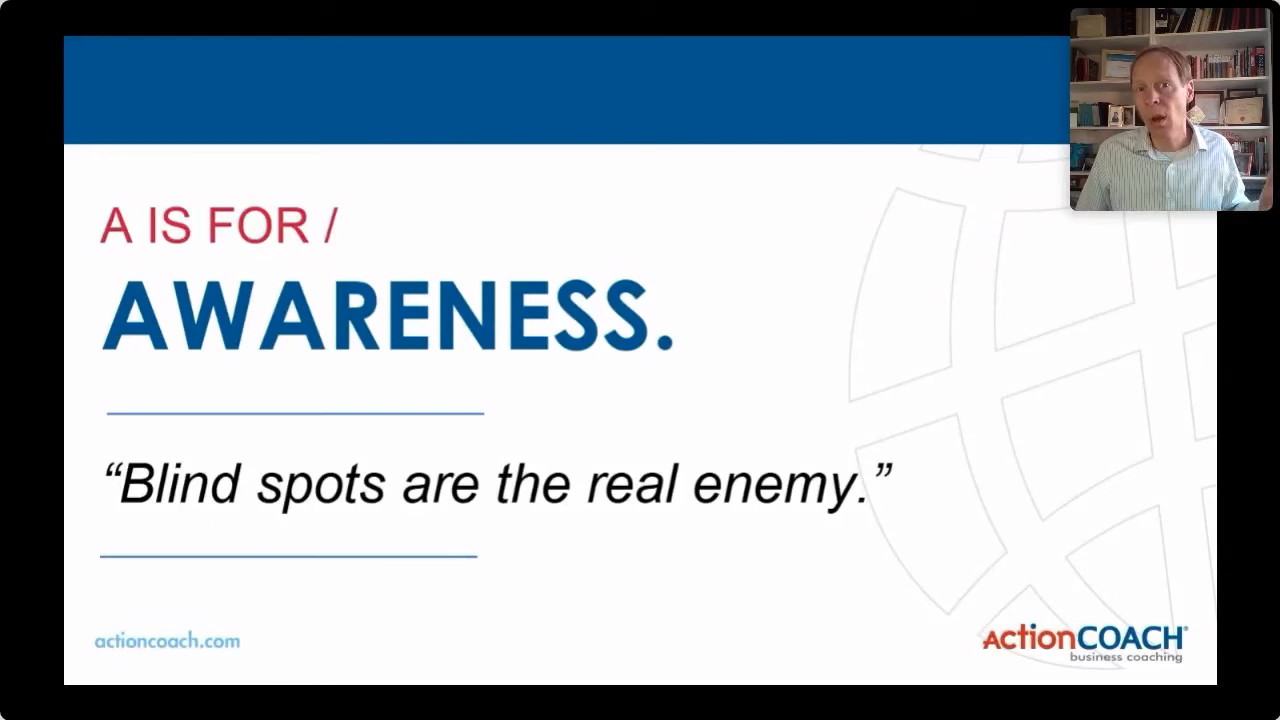 A IS FOR /
AWARENESS.
“Blind spots are the real enemy.”
actioncoach.com
actionCOACH®
business coaching